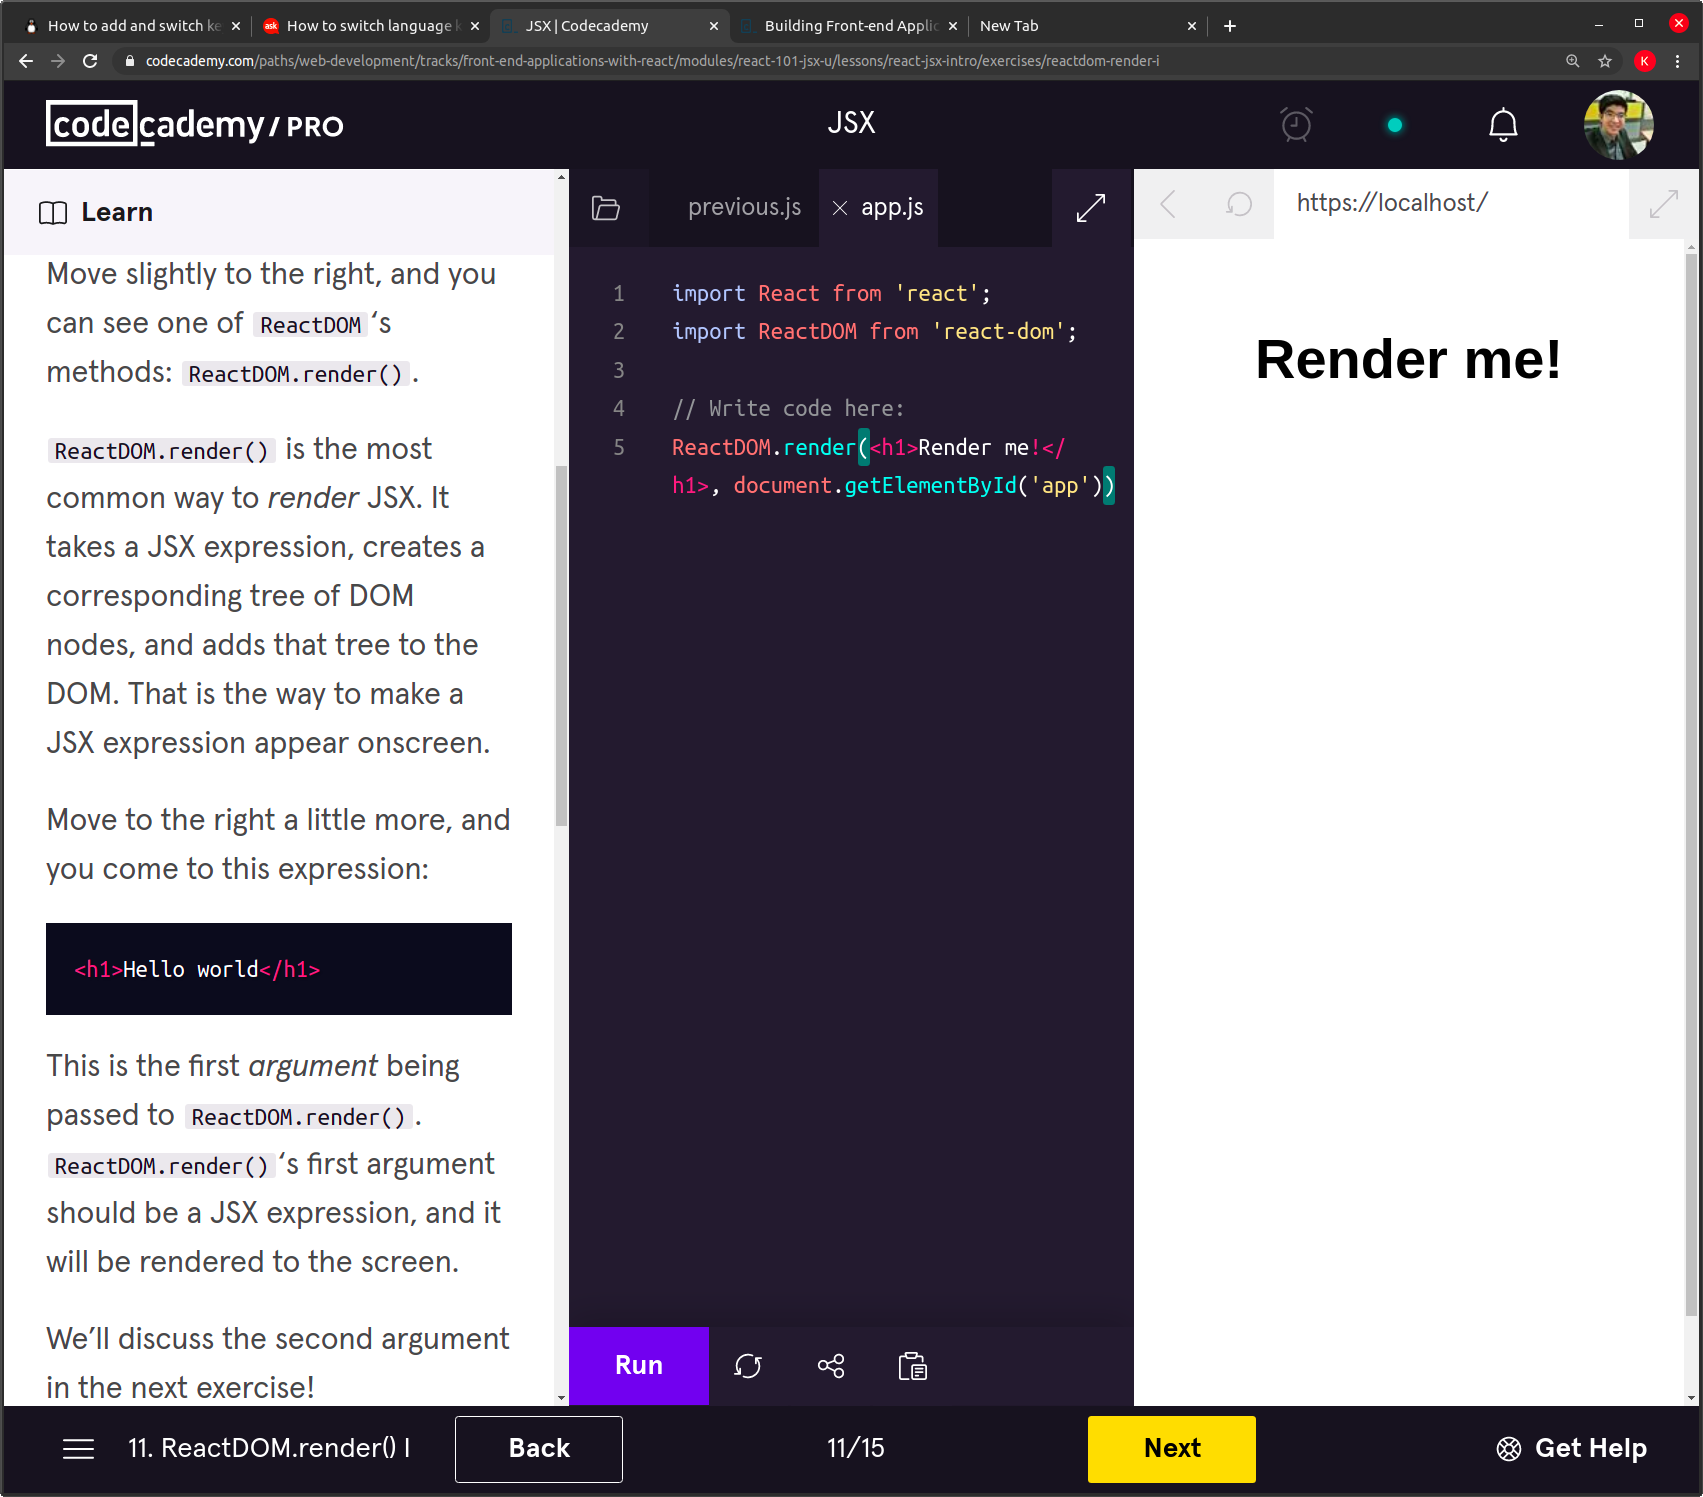 How to add and switch ke
ask How to switch language k
JSX | Codecademy
Building Front-end Applic
New Tab
codecademy.com/paths/web-development/tracks/front-end-applications-with-react/modules/react-101-jsx-u/lessons/react-jsx-intro/exercises/reactdom-render-i
K
codecademy / PRO
JSX
Learn
Move slightly to the right, and you
can see one of ReactDOM‘s
methods: ReactDOM.render().
ReactDOM.render() is the most
common way to render JSX. It
takes a JSX expression, creates a
corresponding tree of DOM
nodes, and adds that tree to the
DOM. That is the way to make a
JSX expression appear onscreen.
Move to the right a little more, and
you come to this expression:
<h1>Hello world</h1>
This is the first argument being
passed to ReactDOM.render().
ReactDOM.render()‘s first argument
should be a JSX expression, and it
will be rendered to the screen.
We’ll discuss the second argument
in the next exercise!
previous.js
app.js
1 import React from 'react';
2 import ReactDOM from 'react-dom';
3
4 // Write code here:
5 ReactDOM.render(<h1>Render me!</
h1>, document.getElementById('app'))
Run
https://localhost/
Render me!
11. ReactDOM.render() I
Back
11/15
Next
Get Help